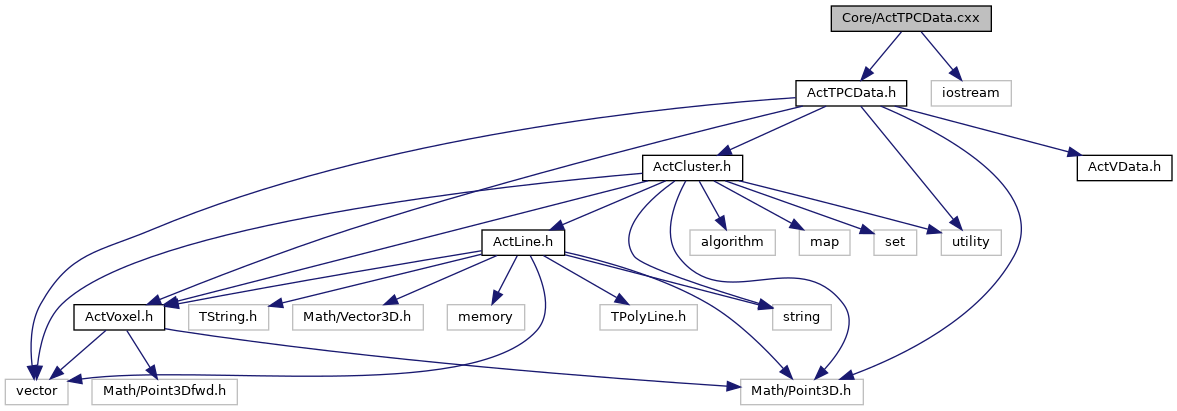 Core/ActTPCData.cxx
ActTPCData.h
iostream
ActCluster.h
ActVData.h
ActLine.h
algorithm
map
set
utility
ActVoxel.h
TString.h
Math/Vector3D.h
memory
TPolyLine.h
string
vector
Math/Point3Dfwd.h
Math/Point3D.h